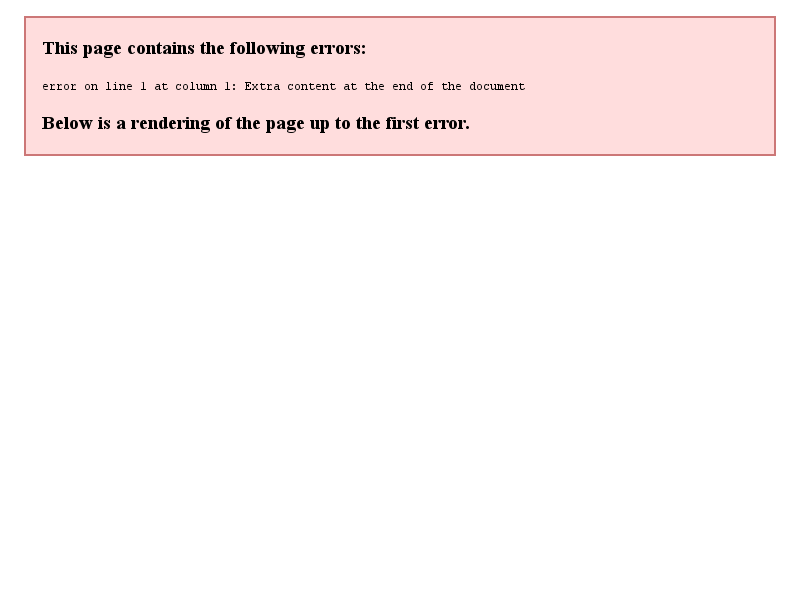 This page contains the following errors:
error on line 1 at column 1: Extra content at the end of the document
Below is a rendering of the page up to the first error.